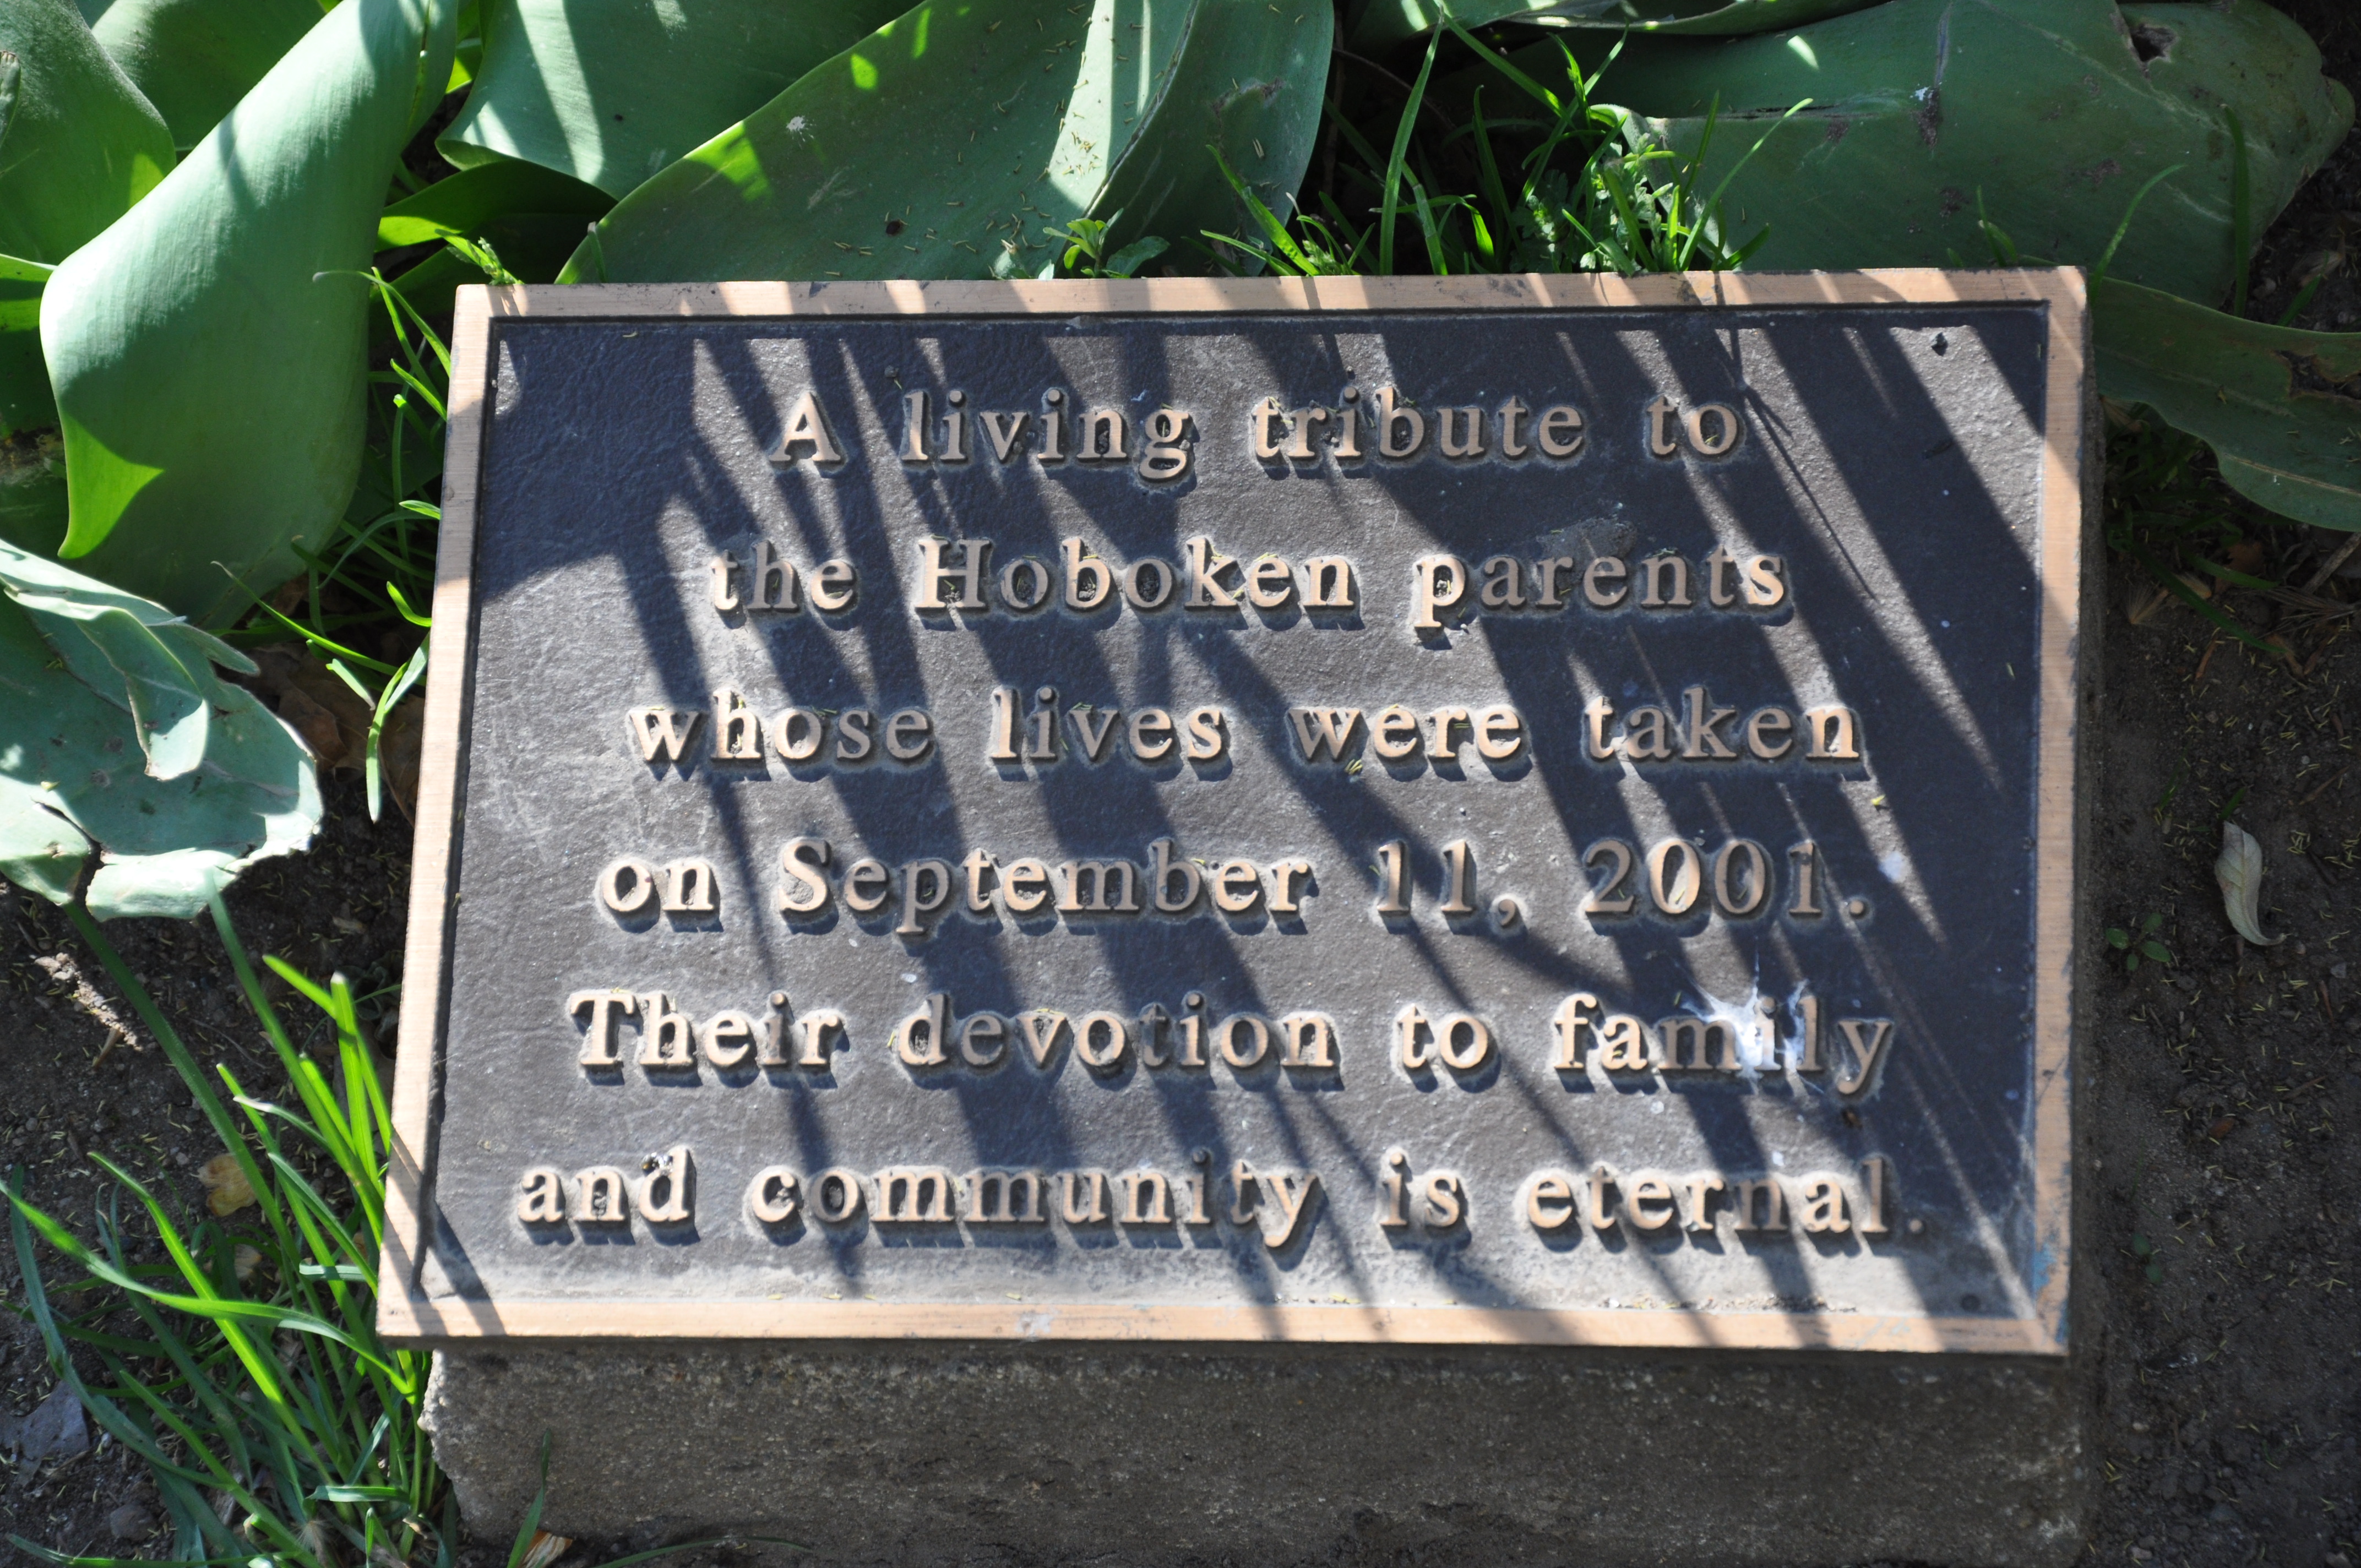 A living tribute to
the Hoboken parents
whose lives were taken
on September 11, 2001.
Their devotion to family
and community is eternal.